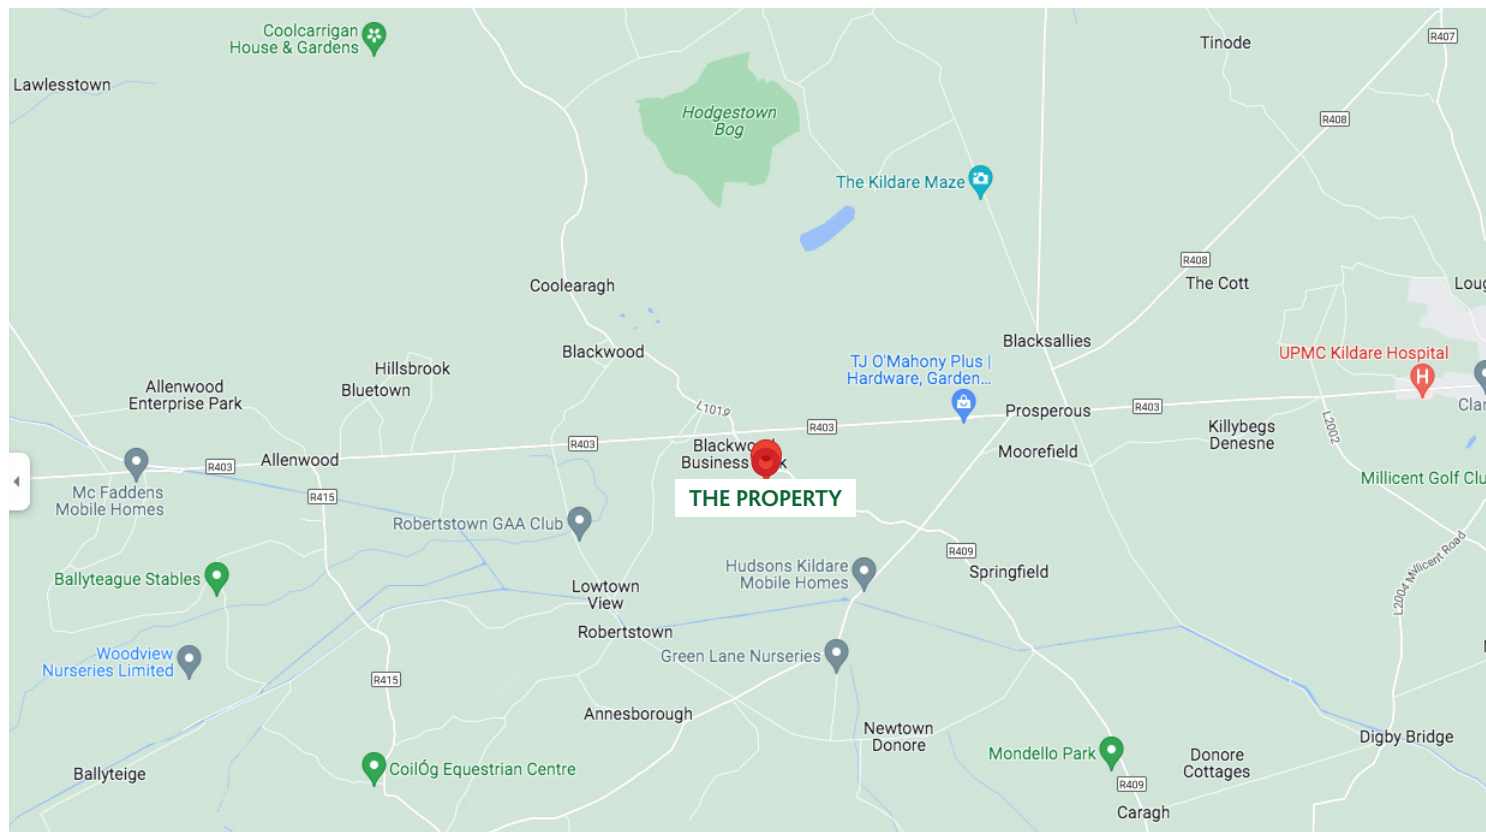 Coolcarrigan
House & Gardens
Tinode
R407
Lawlesstown
Hodgestown
Bog
R408
The Kildare Maze
R408
Coolearagh
The Cott
Blacksallies
Blackwood
UPMC Kildare Hospital
TJ O'Mahony Plus |
Hardware, Garden...
Hillsbrook
Bluetown
Allenwood
Enterprise Park
L1019
R403
Prosperous
R403
Killybegs
Denesne
L2002
R403
Blackwood
Business
Moorefield
Allenwood
R403
Millicent Golf
R415
Mc Faddens
Mobile Homes
THE PROPERTY
Robertstown GAA Club
R409
Springfield
Hudsons Kildare
Mobile Homes
L2004 Millicent Road
Ballyteague Stables
Lowtown
View
Robertstown
Green Lane Nurseries
Woodview
Nurseries Limited
R415
Annesborough
Newtown
Donore
Digby Bridge
Mondello Park
Donore
Cottages
Ballyteige
CoilÓg Equestrian Centre
R409
Caragh